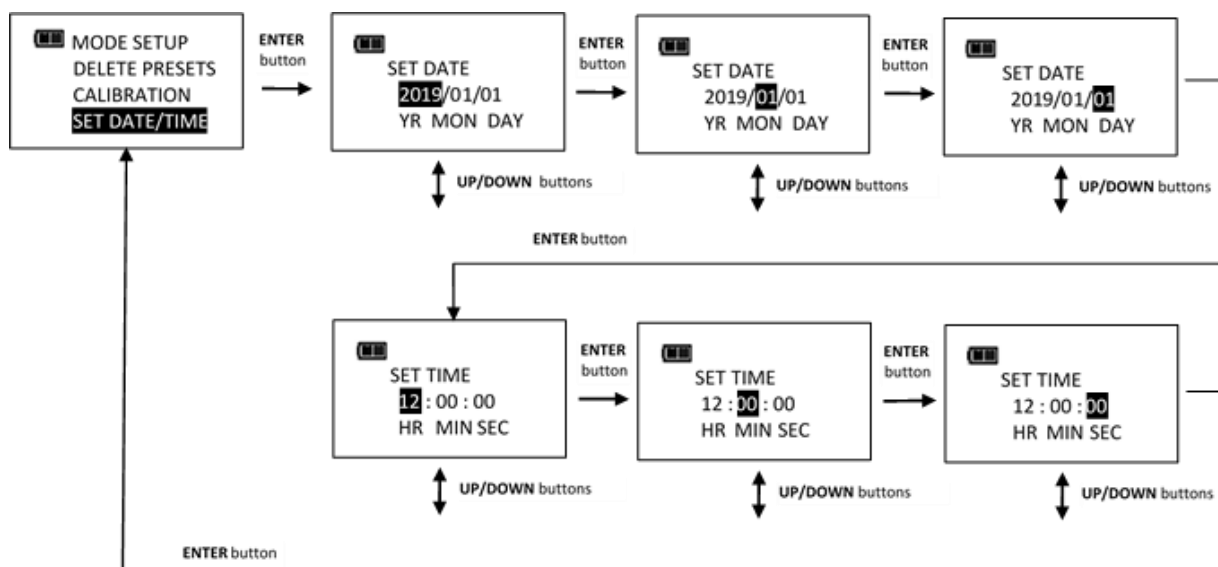 MODE SETUP
DELETE PRESETS
CALIBRATION
SET DATE/TIME
ENTER
button
SET DATE
2019/01/01
YR MON DAY
UP/DOWN buttons
ENTER
button
SET DATE
2019/01/01
YR MON DAY
UP/DOWN buttons
ENTER
button
SET DATE
2019/01/01
YR MON DAY
UP/DOWN buttons
ENTER button
SET TIME
12 : 00 : 00
HR MIN SEC
UP/DOWN buttons
ENTER
button
SET TIME
12 : 00 : 00
HR MIN SEC
UP/DOWN buttons
ENTER
button
SET TIME
12 : 00 : 00
HR MIN SEC
UP/DOWN buttons
ENTER button